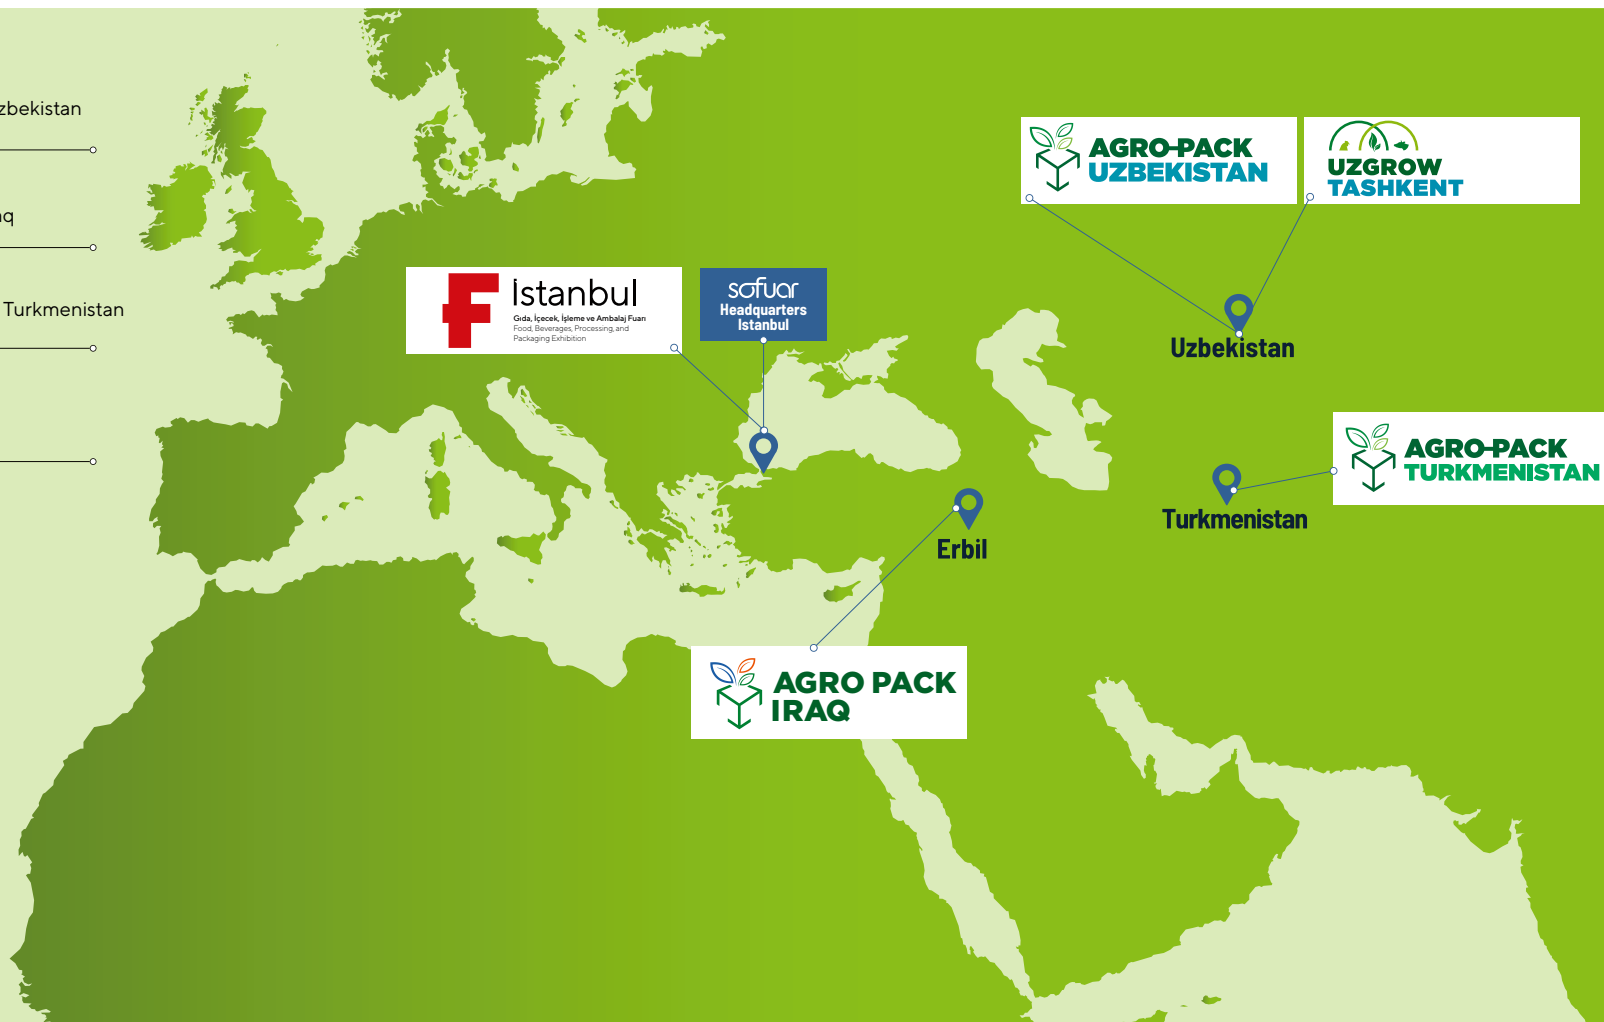 Turkmenistan
AGRO-PACK
UZBEKISTAN
UZGROW
TASHKENT
İstanbul
Gıda, İçecek, İşleme ve Ambalaj Fuarı
Food, Beverages, Processing, and
Packaging Exhibition
sofuar
Headquarters
Istanbul
Uzbekistan
AGRO-PACK
TURKMENISTAN
Turkmenistan
Erbil
AGRO PACK
IRAQ